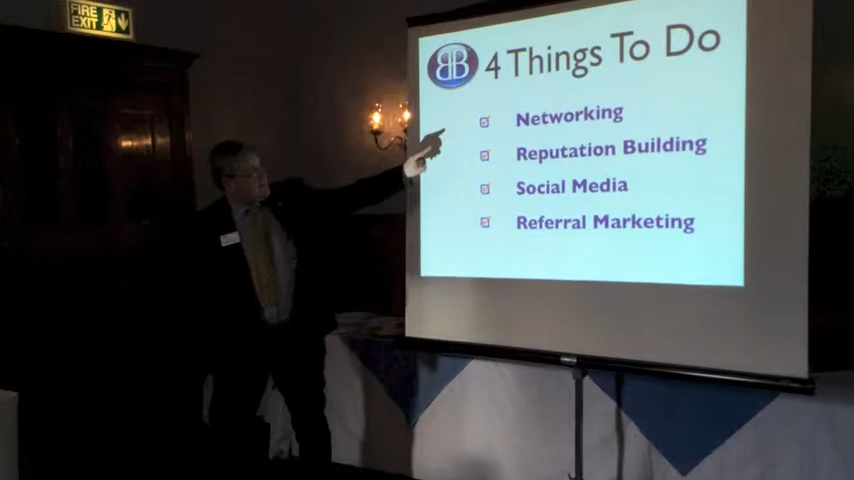 FIRE
EXIT
BB 4 Things To Do
Networking
Reputation Building
Social Media
Referral Marketing